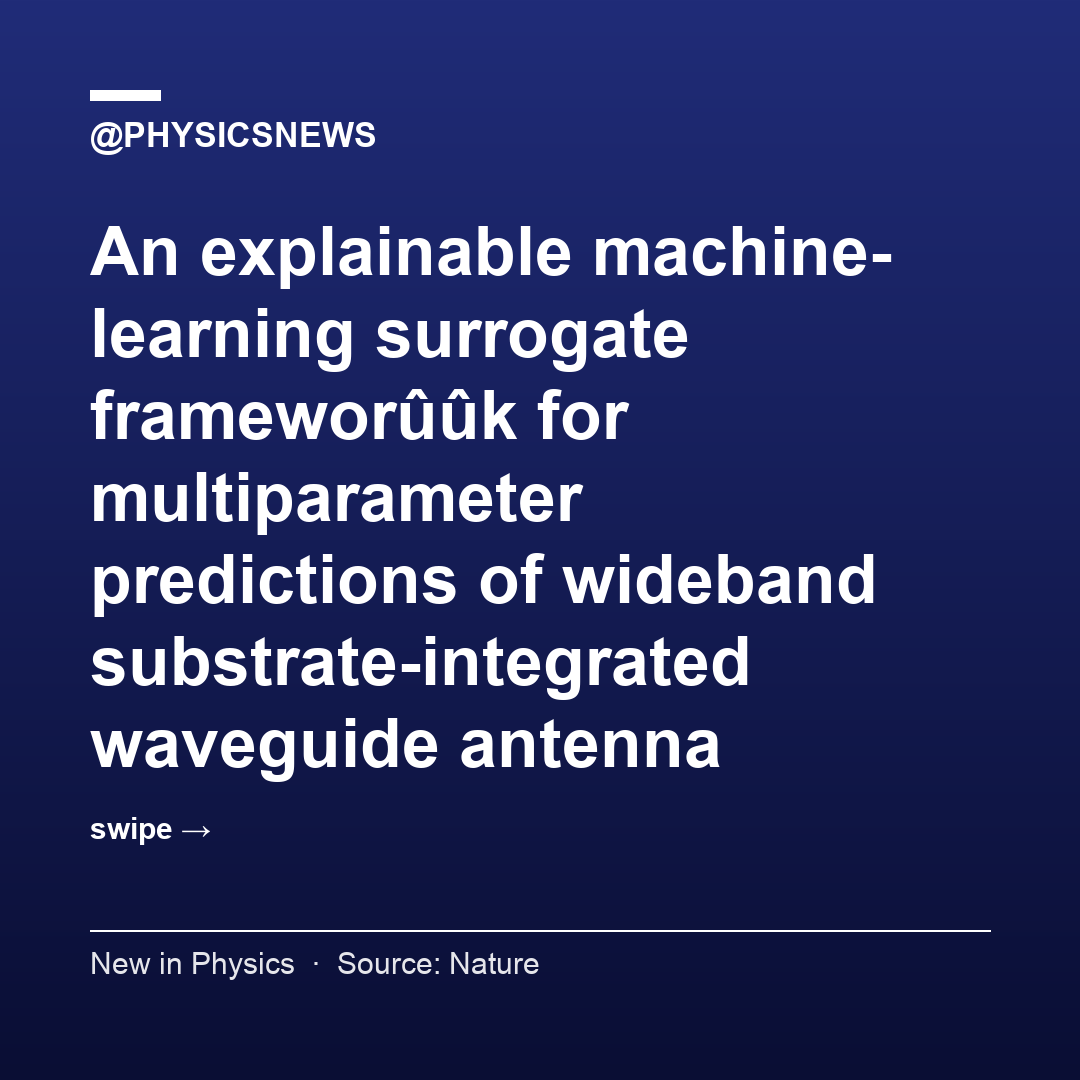 @PHYSICSNEWS
An explainable machine-
learning surrogate
frameworûûk for
multiparameter
predictions of wideband
substrate-integrated
waveguide antenna
swipe →
New in Physics · Source: Nature